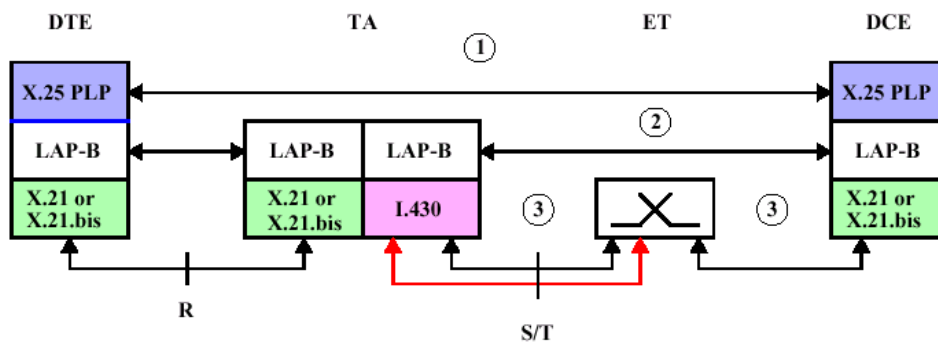 DTE TA ET DCE
1
X.25 PLP X.25 PLP
2
LAP-B LAP-B LAP-B LAP-B
X.21 or
X.21.bis
X.21 or
X.21.bis
I.430
3
3
X.21 or
X.21.bis
R
S/T